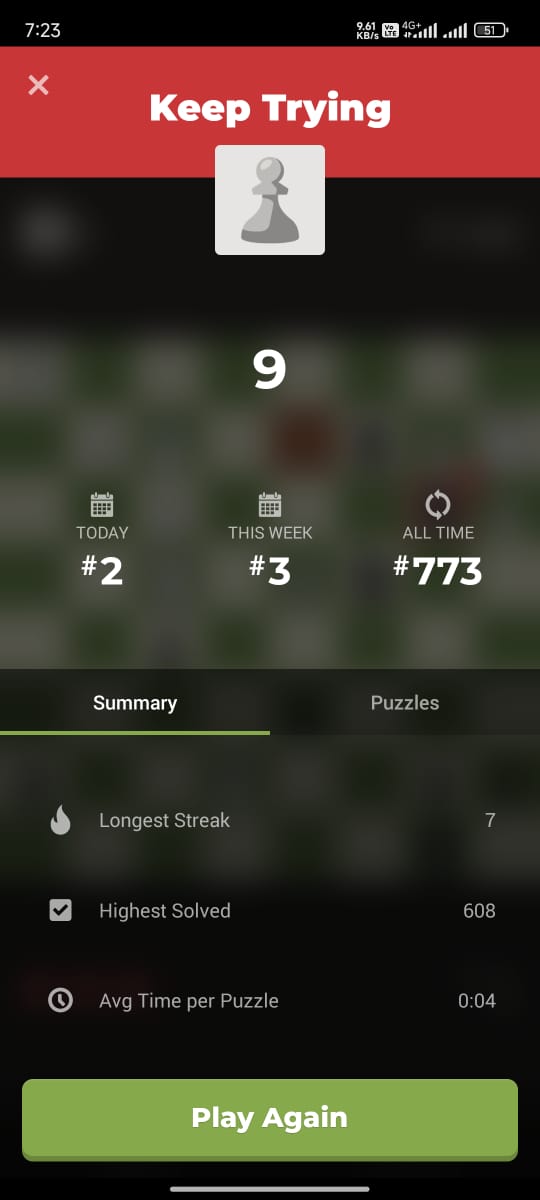 7:23
9.61 KB/s
Vo LTE
4G+
51
Keep Trying
9
TODAY
THIS WEEK
ALL TIME
#2
#3
#773
Summary
Puzzles
Longest Streak 7
Highest Solved 608
Avg Time per Puzzle 0:04
Play Again